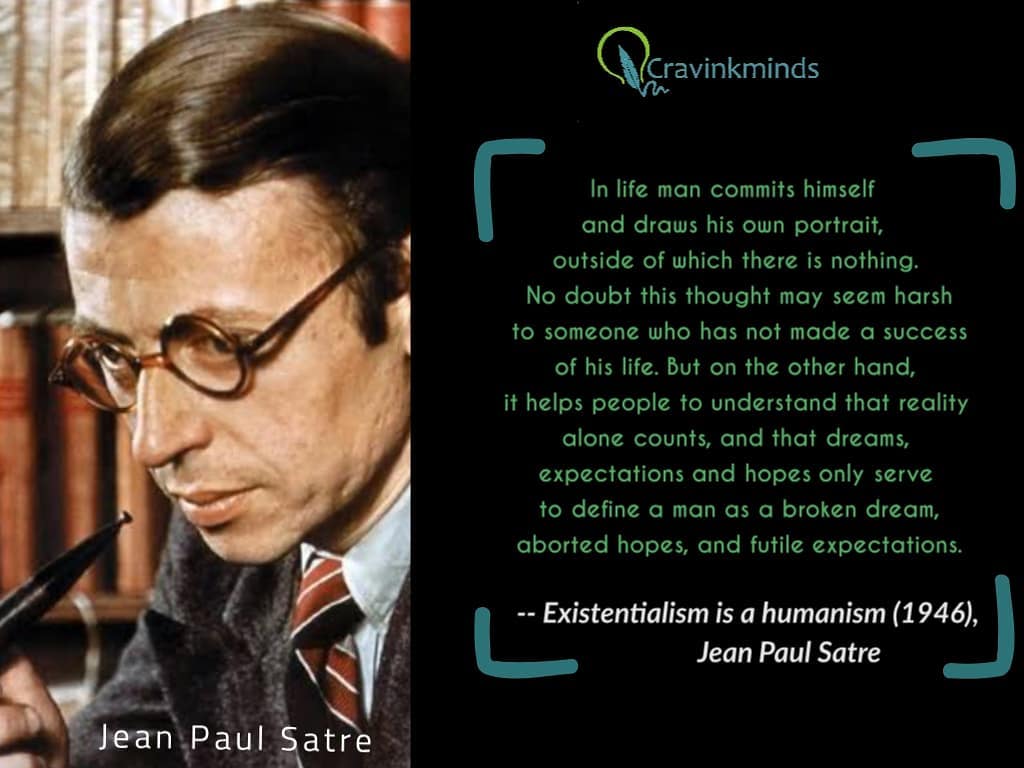 Cravinkminds
In life man commits himself
and draws his own portrait,
outside of which there is nothing.
No doubt this thought may seem harsh
to someone who has not made a success
of his life. But on the other hand,
it helps people to understand that reality
alone counts, and that dreams,
expectations and hopes only serve
to define a man as a broken dream,
aborted hopes, and futile expectations.
-- Existentialism is a humanism (1946),
Jean Paul Satre
Jean Paul Satre